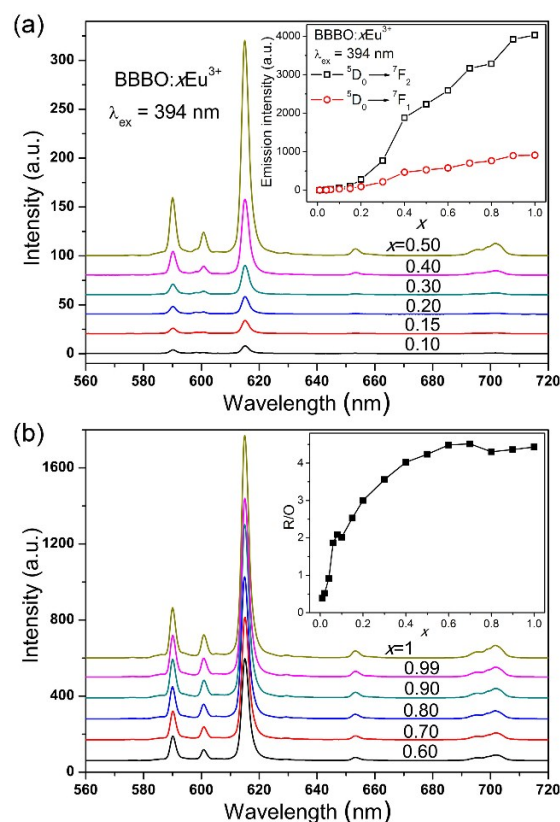 (a)
BBBO:xEu³⁺
λex = 394 nm
BBBO:xEu³⁺
λex = 394 nm
⁵D₀ → ⁷F₂
⁵D₀ → ⁷F₁
Emission intensity (a.u.)
4000
3000
2000
1000
0
0.0 0.2 0.4 0.6 0.8 1.0
x
Intensity (a.u.)
300
250
200
150
100
50
0
x=0.50
0.40
0.30
0.20
0.15
0.10
560 580 600 620 640 660 680 700 720
Wavelength (nm)
(b)
R/O
4
3
2
1
0
0.0 0.2 0.4 0.6 0.8 1.0
x
Intensity (a.u.)
1600
1200
800
400
0
x=1
0.99
0.90
0.80
0.70
0.60
560 580 600 620 640 660 680 700 720
Wavelength (nm)